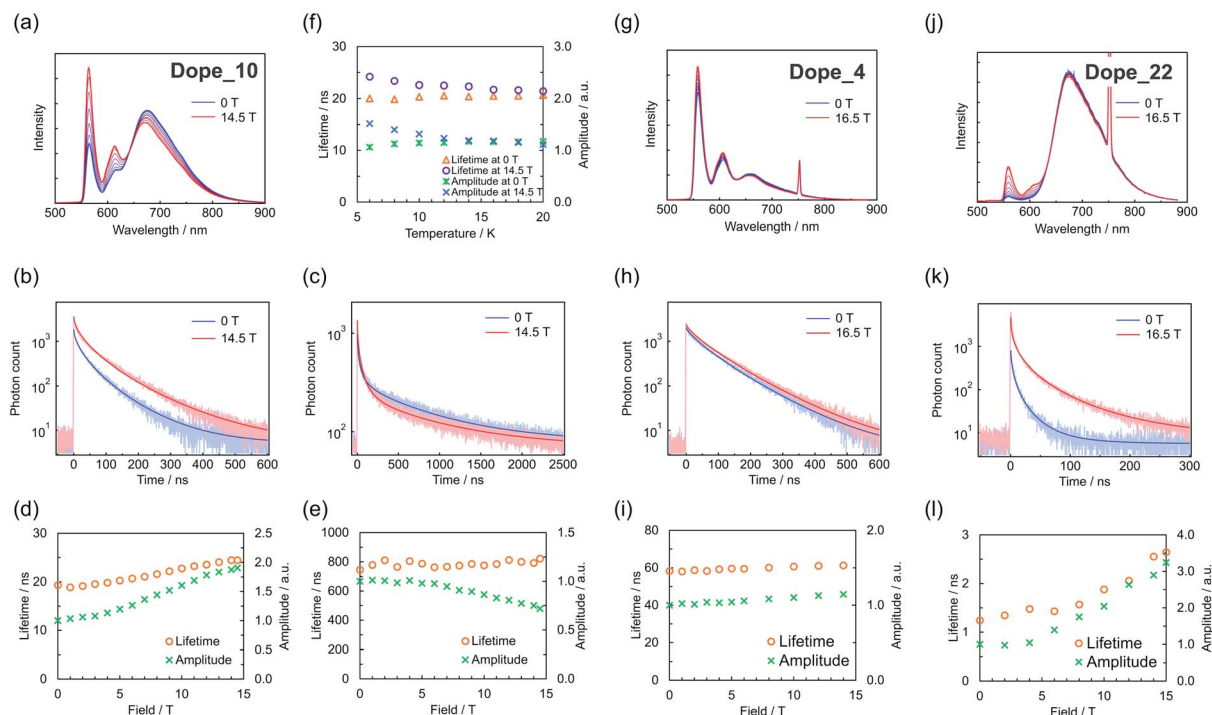 (a)
Dope_10
0 T
14.5 T
Intensity
500 600 700 800 900
Wavelength / nm
(f)
30
20
10
0
Lifetime / ns
3.0
2.0
1.0
0.0
Amplitude / a.u.
Lifetime at 0 T
Lifetime at 14.5 T
Amplitude at 0 T
Amplitude at 14.5 T
5 10 15 20
Temperature / K
(g)
Dope_4
0 T
16.5 T
Intensity
500 600 700 800 900
Wavelength / nm
(j)
Dope_22
0 T
16.5 T
Intensity
500 600 700 800 900
Wavelength / nm
(b)
0 T
14.5 T
Photon count
10³
10²
10¹
0 100 200 300 400 500 600
Time / ns
(c)
0 T
14.5 T
Photon count
10³
10²
0 500 1000 1500 2000 2500
Time / ns
(h)
0 T
16.5 T
Photon count
10³
10²
10¹
0 100 200 300 400 500 600
Time / ns
(k)
0 T
16.5 T
Photon count
10³
10²
10¹
0 100 200 300
Time / ns
(d)
30
20
10
0
Lifetime / ns
2.5
2.0
1.5
1.0
0.5
0.0
Amplitude / a.u.
Lifetime
Amplitude
0 5 10 15
Field / T
(e)
1000
900
800
700
600
500
400
300
200
100
0
Lifetime / ns
1.5
1.0
0.5
0.0
Amplitude / a.u.
Lifetime
Amplitude
0 5 10 15
Field / T
(i)
80
60
40
20
0
Lifetime / ns
2.0
1.0
0.0
Amplitude / a.u.
Lifetime
Amplitude
0 5 10 15
Field / T
(l)
3
2
1
0
Lifetime / ns
4.0
3.0
2.0
1.0
0.0
Amplitude / a.u.
Lifetime
Amplitude
0 5 10 15
Field / T